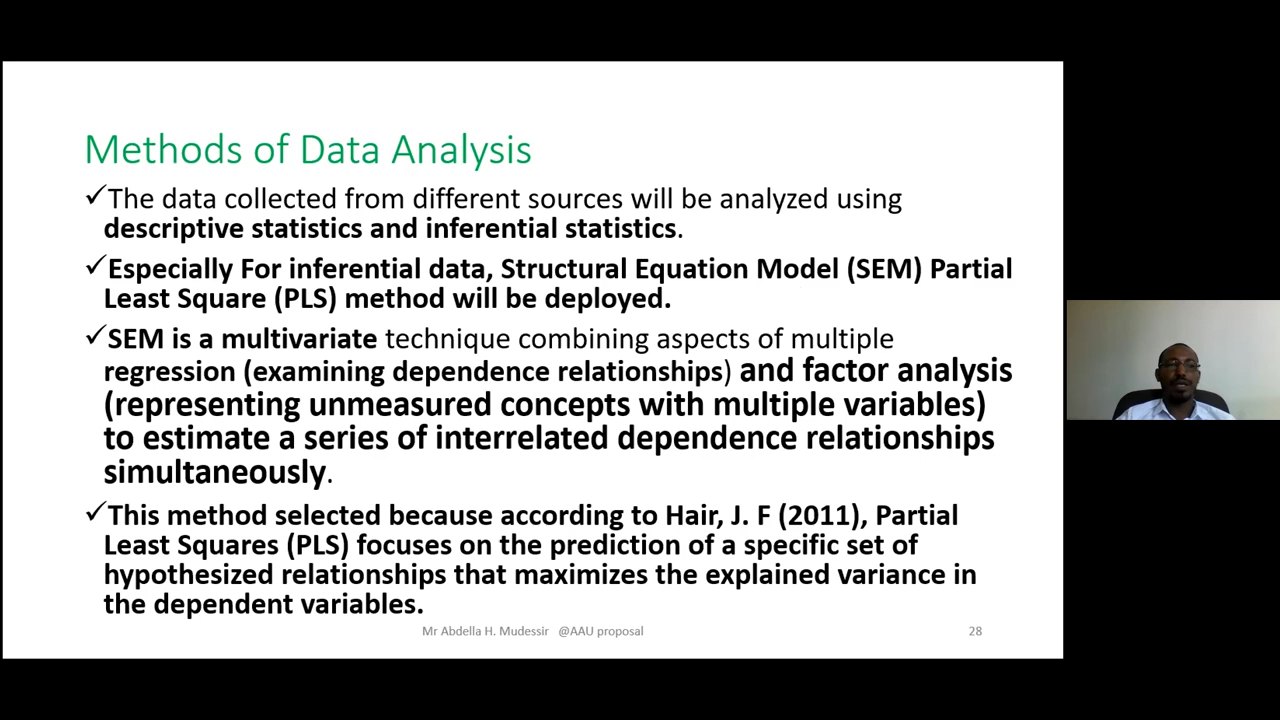 Methods of Data Analysis
✓The data collected from different sources will be analyzed using
descriptive statistics and inferential statistics.
✓Especially For inferential data, Structural Equation Model (SEM) Partial
Least Square (PLS) method will be deployed.
✓SEM is a multivariate technique combining aspects of multiple
regression (examining dependence relationships) and factor analysis
(representing unmeasured concepts with multiple variables)
to estimate a series of interrelated dependence relationships
simultaneously.
✓This method selected because according to Hair, J. F (2011), Partial
Least Squares (PLS) focuses on the prediction of a specific set of
hypothesized relationships that maximizes the explained variance in
the dependent variables.
Mr Abdella H. Mudessir @AAU proposal 28